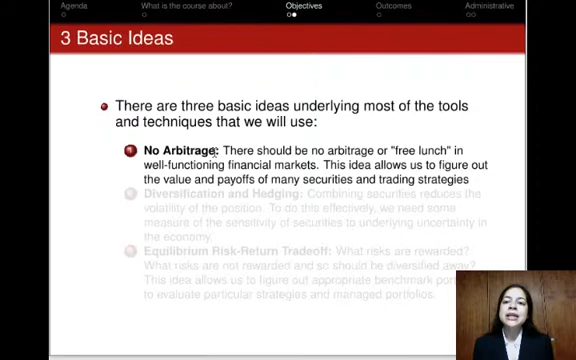 Agenda What is the course about? Objectives Outcomes Administrative
3 Basic Ideas
There are three basic ideas underlying most of the tools
and techniques that we will use:
No Arbitrage: There should be no arbitrage or "free lunch" in
well-functioning financial markets. This idea allows us to figure out
the value and payoffs of many securities and trading strategies
Diversification and Hedging: Combining securities reduces the
volatility of the position. To do this effectively, we need some
measure of the sensitivity of securities to underlying uncertainty in
the economy.
Equilibrium Risk-Return Tradeoff: What risks are rewarded?
What risks are not rewarded and so should be diversified away?
This idea allows us to figure out appropriate benchmark
to evaluate particular strategies and managed portfolios.